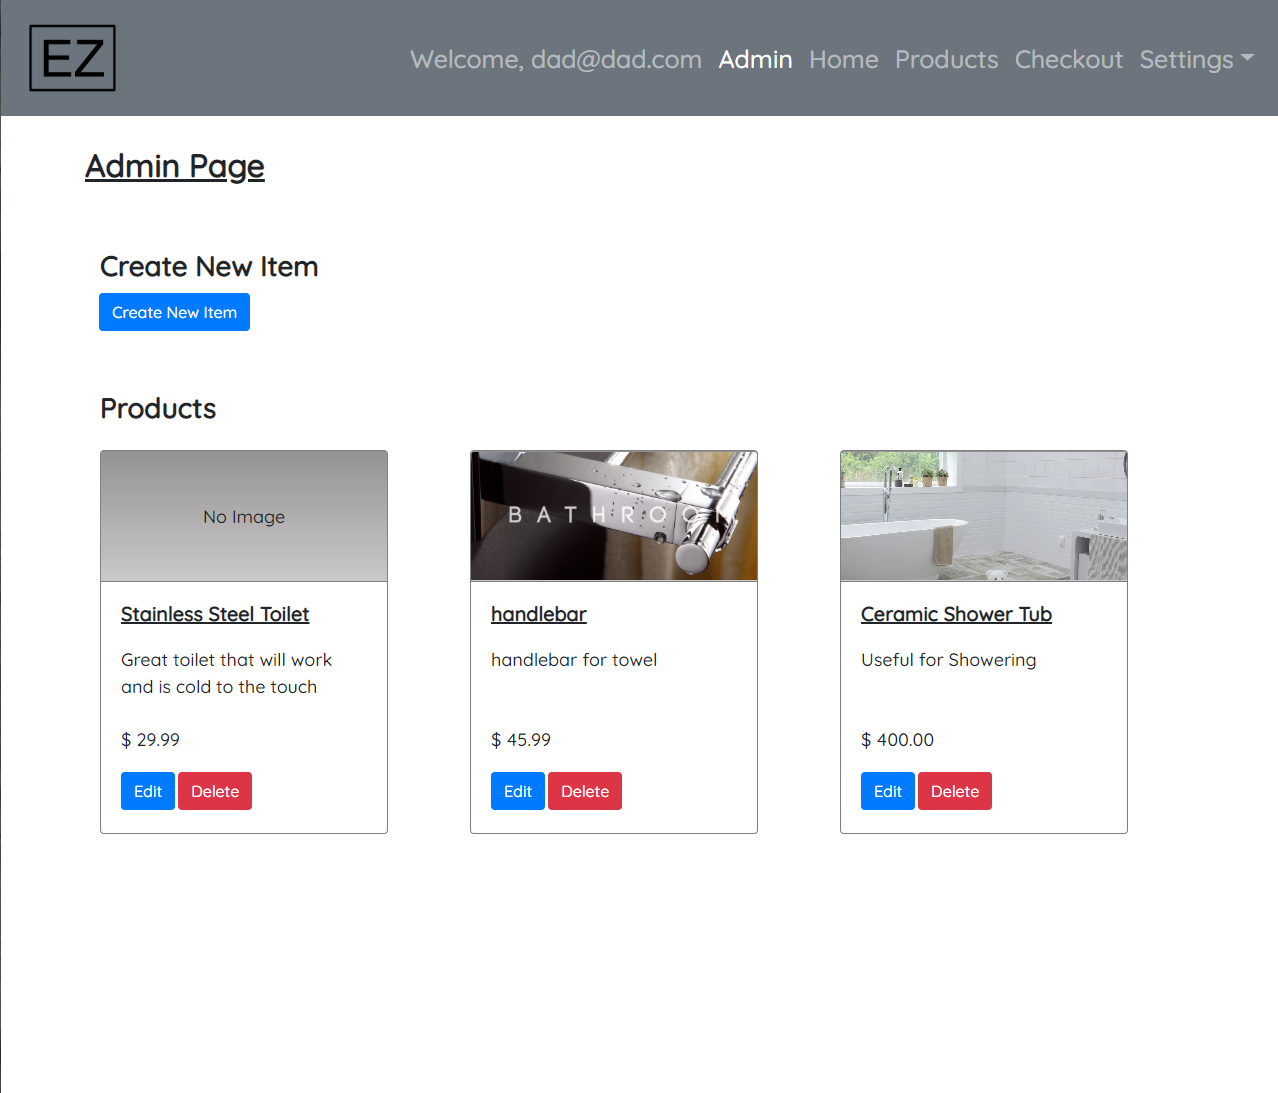 EZ
Welcome, dad@dad.com Admin Home Products Checkout Settings
Admin Page
Create New Item
Create New Item
Products
No Image
BATHROOM
Stainless Steel Toilet
Great toilet that will work
and is cold to the touch
$ 29.99
Edit Delete
handlebar
handlebar for towel
$ 45.99
Edit Delete
Ceramic Shower Tub
Useful for Showering
$ 400.00
Edit Delete